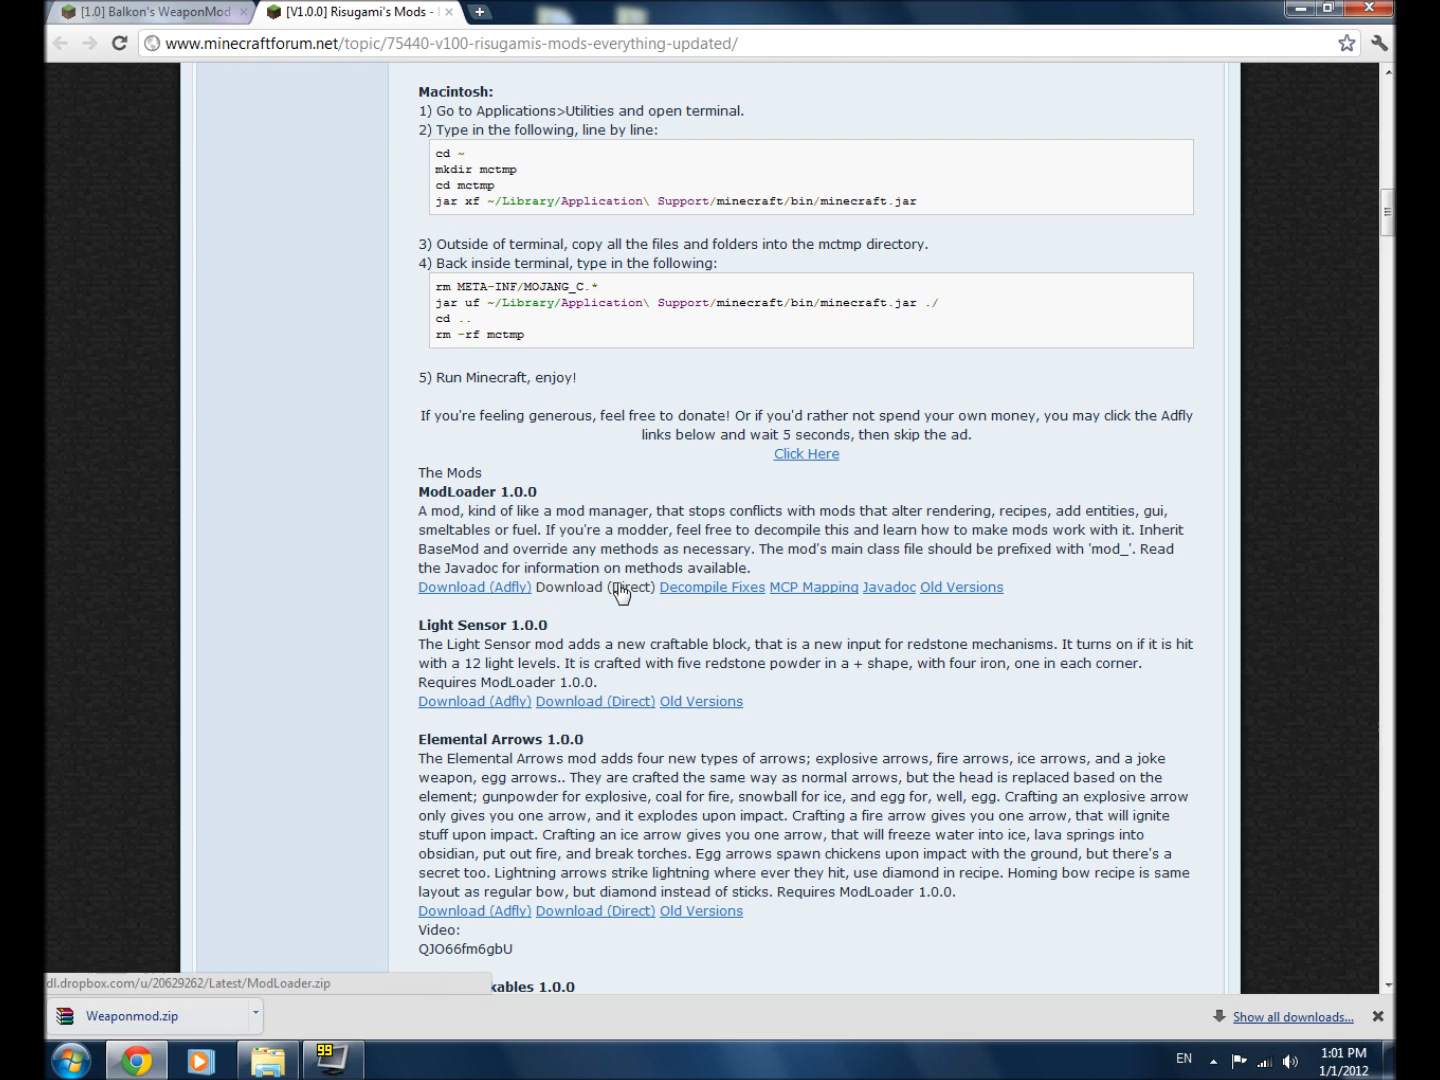 [1.0] Balkon's WeaponMod
[V1.0.0] Risugami's Mods -
www.minecraftforum.net/topic/75440-v100-risugamis-mods-everything-updated/
Macintosh:
1) Go to Applications>Utilities and open terminal.
2) Type in the following, line by line:
cd ~
mkdir mctmp
cd mctmp
jar xf ~/Library/Application\ Support/minecraft/bin/minecraft.jar
3) Outside of terminal, copy all the files and folders into the mctmp directory.
4) Back inside terminal, type in the following:
rm META-INF/MOJANG_C.*
jar uf ~/Library/Application\ Support/minecraft/bin/minecraft.jar ./
cd ..
rm -rf mctmp
5) Run Minecraft, enjoy!
If you're feeling generous, feel free to donate! Or if you'd rather not spend your own money, you may click the Adfly
links below and wait 5 seconds, then skip the ad.
Click Here
The Mods
ModLoader 1.0.0
A mod, kind of like a mod manager, that stops conflicts with mods that alter rendering, recipes, add entities, gui,
smeltables or fuel. If you're a modder, feel free to decompile this and learn how to make mods work with it. Inherit
BaseMod and override any methods as necessary. The mod's main class file should be prefixed with 'mod_'. Read
the Javadoc for information on methods available.
Download (Adfly) Download (Direct) Decompile Fixes MCP Mapping Javadoc Old Versions
Light Sensor 1.0.0
The Light Sensor mod adds a new craftable block, that is a new input for redstone mechanisms. It turns on if it is hit
with a 12 light levels. It is crafted with five redstone powder in a + shape, with four iron, one in each corner.
Requires ModLoader 1.0.0.
Download (Adfly) Download (Direct) Old Versions
Elemental Arrows 1.0.0
The Elemental Arrows mod adds four new types of arrows; explosive arrows, fire arrows, ice arrows, and a joke
weapon, egg arrows.. They are crafted the same way as normal arrows, but the head is replaced based on the
element; gunpowder for explosive, coal for fire, snowball for ice, and egg for, well, egg. Crafting an explosive arrow
only gives you one arrow, and it explodes upon impact. Crafting a fire arrow gives you one arrow, that will ignite
stuff upon impact. Crafting an ice arrow gives you one arrow, that will freeze water into ice, lava springs into
obsidian, put out fire, and break torches. Egg arrows spawn chickens upon impact with the ground, but there's a
secret too. Lightning arrows strike lightning where ever they hit, use diamond in recipe. Homing bow recipe is same
layout as regular bow, but diamond instead of sticks. Requires ModLoader 1.0.0.
Download (Adfly) Download (Direct) Old Versions
Video:
QJO66fm6gbU
kables 1.0.0
dl.dropbox.com/u/20629262/Latest/ModLoader.zip
Weaponmod.zip
Show all downloads...
99
EN
1:01 PM
1/1/2012